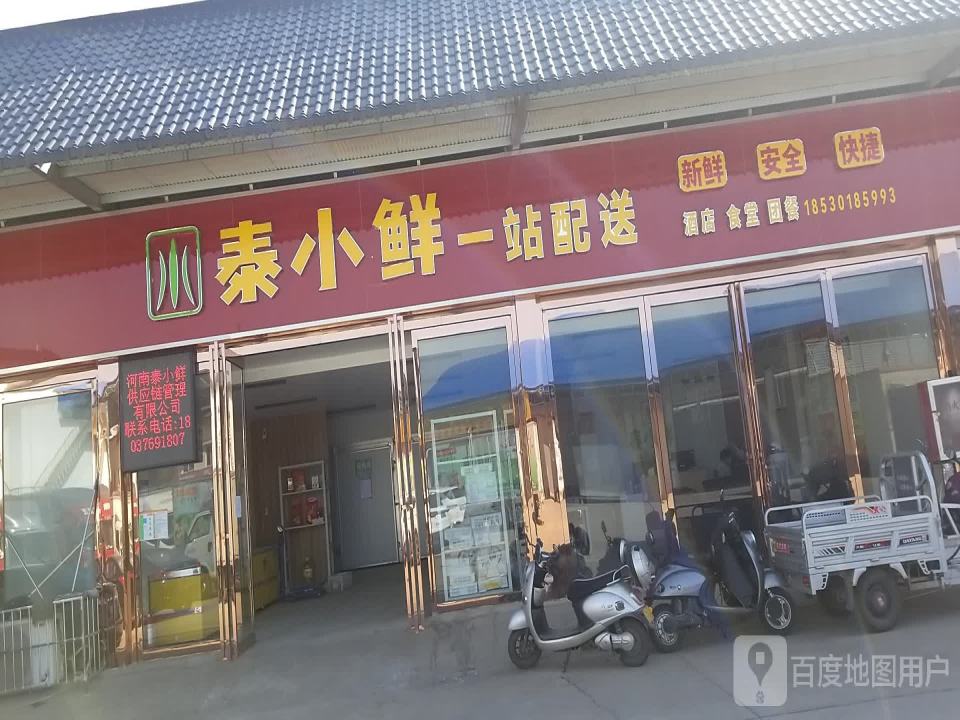 泰小鲜一站配送
新鲜 安全 快捷
酒店 食堂 团餐 18530185993
河南泰小鲜
供应链管理
有限公司
联系电话:18
037691807
百度地图用户